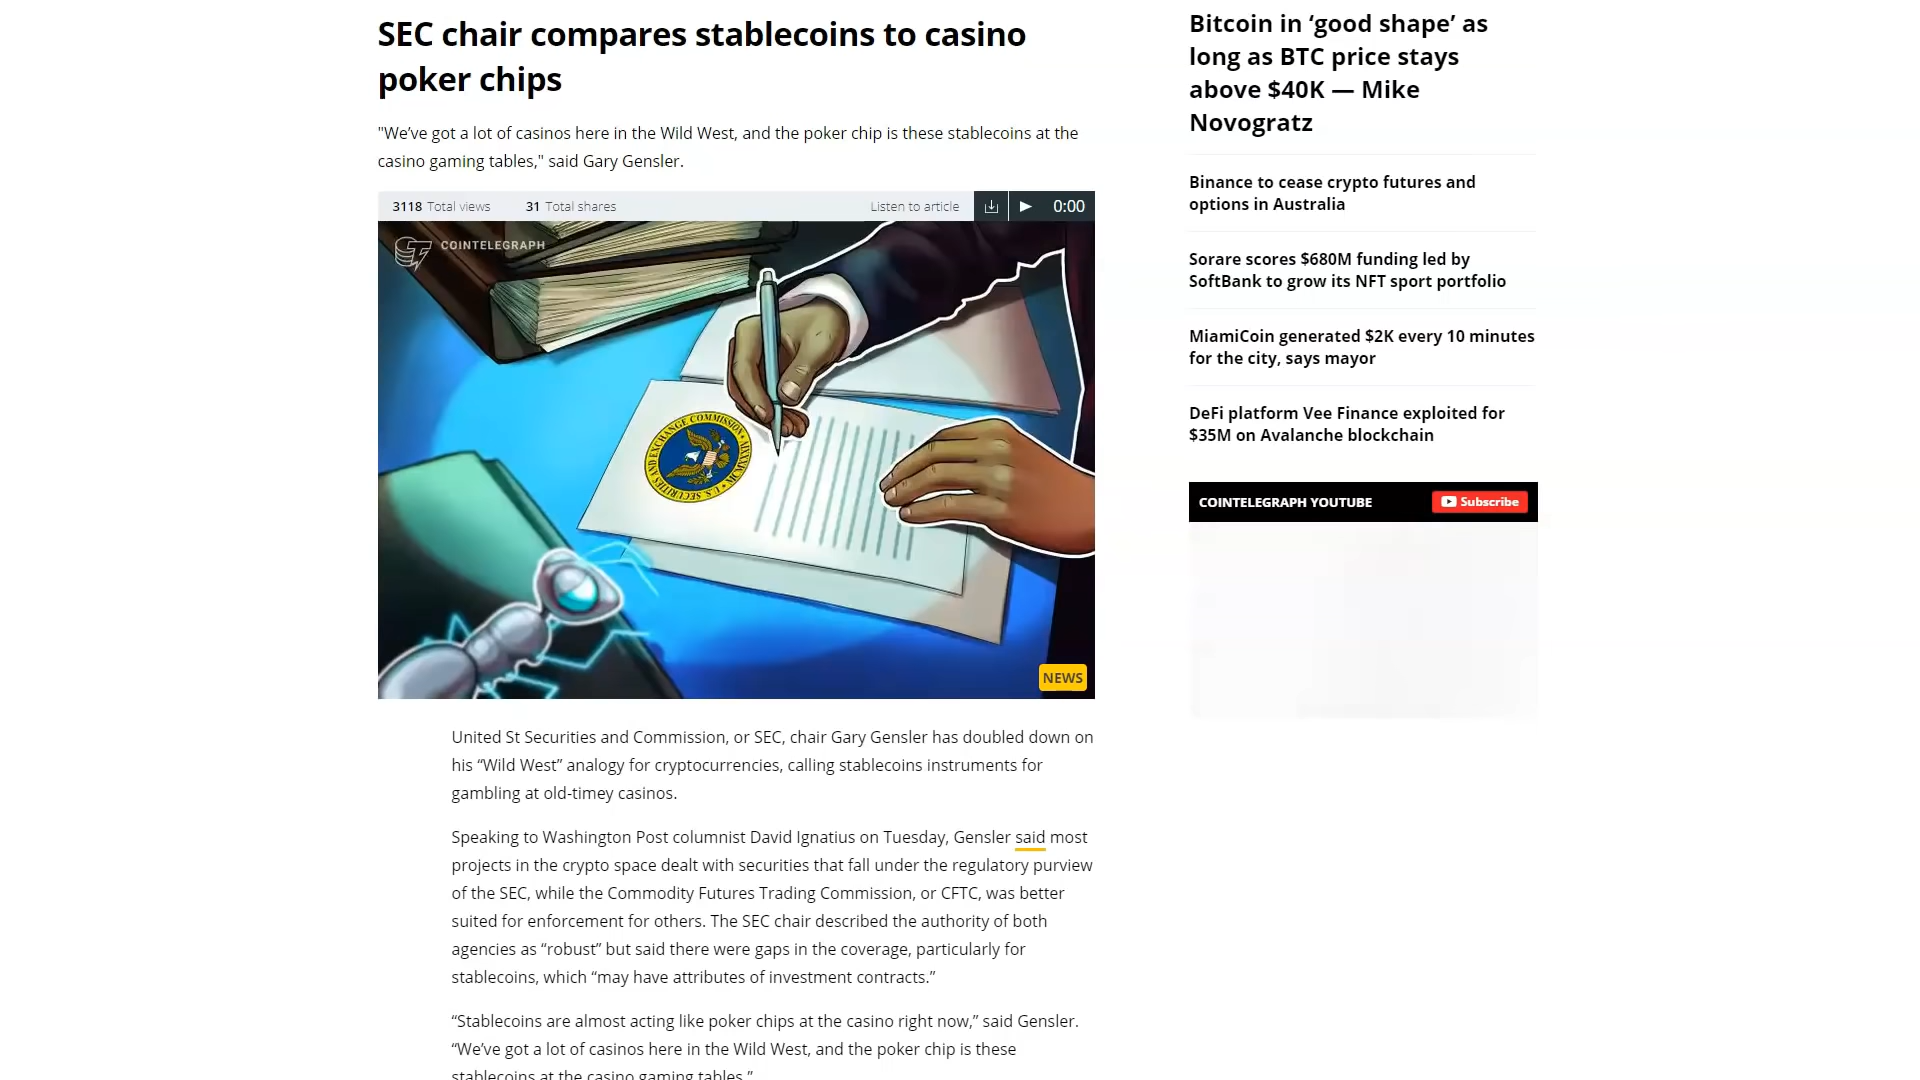 SEC chair compares stablecoins to casino
poker chips
"We’ve got a lot of casinos here in the Wild West, and the poker chip is these stablecoins at the
casino gaming tables," said Gary Gensler.
3118 Total views 31 Total shares Listen to article 0:00
COINTELEGRAPH
SECURITIES AND EXCHANGE COMMISSION
U.S.
MCMXXXIV
NEWS
United St Securities and Commission, or SEC, chair Gary Gensler has doubled down on
his “Wild West” analogy for cryptocurrencies, calling stablecoins instruments for
gambling at old-timey casinos.
Speaking to Washington Post columnist David Ignatius on Tuesday, Gensler said most
projects in the crypto space dealt with securities that fall under the regulatory purview
of the SEC, while the Commodity Futures Trading Commission, or CFTC, was better
suited for enforcement for others. The SEC chair described the authority of both
agencies as “robust” but said there were gaps in the coverage, particularly for
stablecoins, which “may have attributes of investment contracts.”
“Stablecoins are almost acting like poker chips at the casino right now,” said Gensler.
“We’ve got a lot of casinos here in the Wild West, and the poker chip is these
stablecoins at the casino gaming tables.”
Bitcoin in ‘good shape’ as
long as BTC price stays
above $40K — Mike
Novogratz
Binance to cease crypto futures and
options in Australia
Sorare scores $680M funding led by
SoftBank to grow its NFT sport portfolio
MiamiCoin generated $2K every 10 minutes
for the city, says mayor
DeFi platform Vee Finance exploited for
$35M on Avalanche blockchain
COINTELEGRAPH YOUTUBE Subscribe